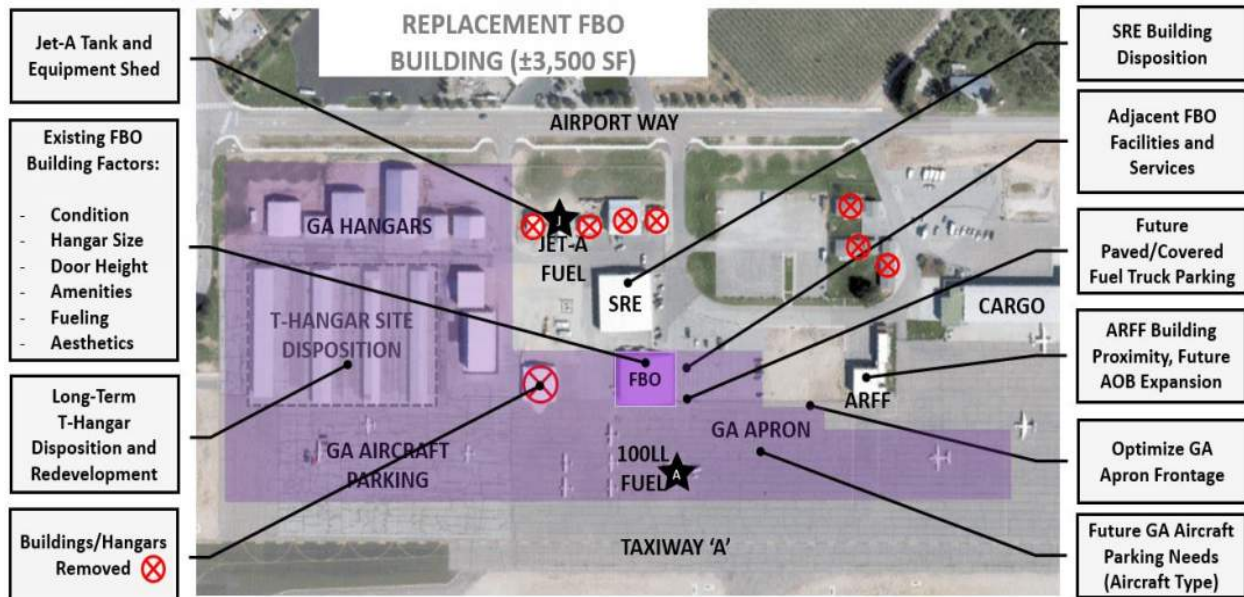 REPLACEMENT FBO
BUILDING (±3,500 SF)
Jet-A Tank and
Equipment Shed
Existing FBO
Building Factors:
- Condition
- Hangar Size
- Door Height
- Amenities
- Fueling
- Aesthetics
Long-Term
T-Hangar
Disposition and
Redevelopment
Buildings/Hangars
Removed
AIRPORT WAY
GA HANGARS
J
JET-A
FUEL
SRE
CARGO
T-HANGAR SITE
DISPOSITION
FBO
ARFF
GA AIRCRAFT
PARKING
100LL
FUEL
A
GA APRON
TAXIWAY ‘A’
SRE Building
Disposition
Adjacent FBO
Facilities and
Services
Future
Paved/Covered
Fuel Truck Parking
ARFF Building
Proximity, Future
AOB Expansion
Optimize GA
Apron Frontage
Future GA Aircraft
Parking Needs
(Aircraft Type)